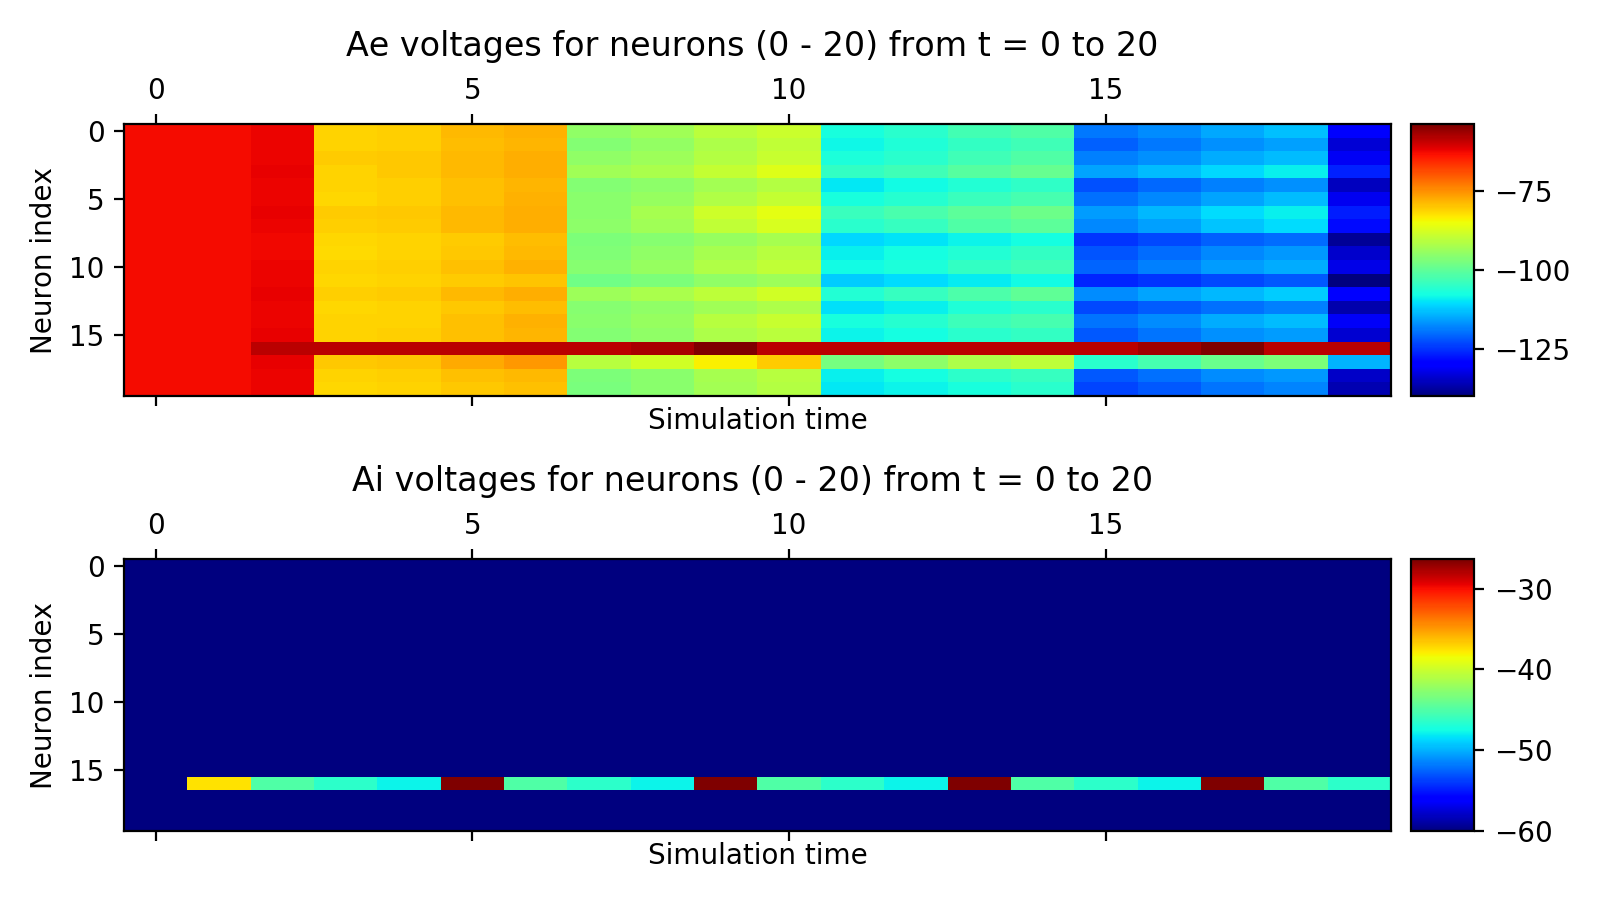 Ae voltages for neurons (0 - 20) from t = 0 to 20
0 5 10 15
Neuron index
0
5
10
15
Simulation time
−75
−100
−125
Ai voltages for neurons (0 - 20) from t = 0 to 20
0 5 10 15
Neuron index
0
5
10
15
Simulation time
−30
−40
−50
−60